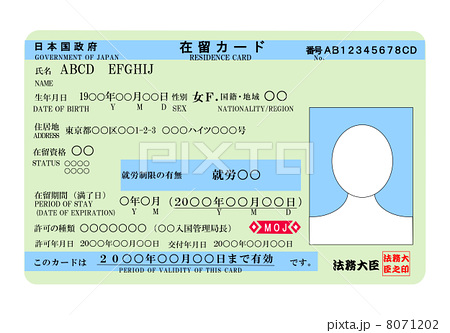 日本国政府 在留カード 番号AB12345678CD
GOVERNMENT OF JAPAN RESIDENCE CARD No.
氏名 ABCD EFGHIJ
NAME
生年月日 19○○年○○月○○日 性別 女F. 国籍・地域 ○○
DATE OF BIRTH Y M D SEX NATIONALITY/REGION
住居地 東京都○○区○○1-2-3 ○○○ハイツ○○○号
ADDRESS
在留資格 ○○
STATUS ○○○○
○○○
○○○
就労制限の有無 就労○○
在留期間（満了日） ○年○月 （20○○年○○月○○日）
PERIOD OF STAY Y M Y M D
(DATE OF EXPIRATION)
許可の種類 ○○○○○○○（○○入国管理局長） MOJ
許可年月日 20○○年○○月○○日 交付年月日 20○○年○○月○○日
このカードは 20○○年○○月○○日まで有効 です。
PERIOD OF VALIDITY OF THIS CARD
法務大臣 法務大
臣之印
PIXTA
pixta.jp - 8071202